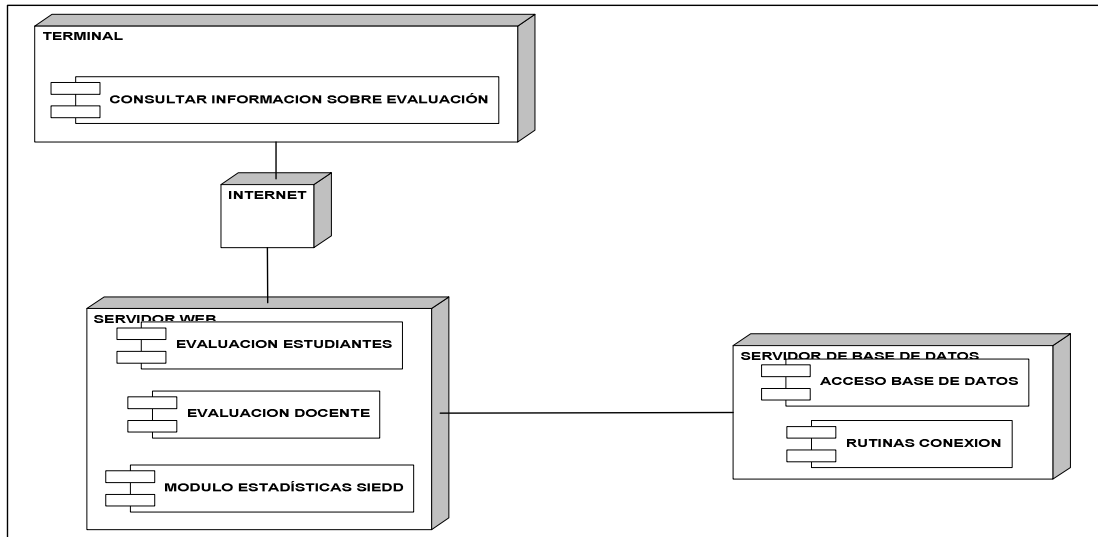 TERMINAL
CONSULTAR INFORMACION SOBRE EVALUACIÓN
INTERNET
SERVIDOR WEB
EVALUACION ESTUDIANTES
EVALUACION DOCENTE
MODULO ESTADÍSTICAS SIEDD
SERVIDOR DE BASE DE DATOS
ACCESO BASE DE DATOS
RUTINAS CONEXION